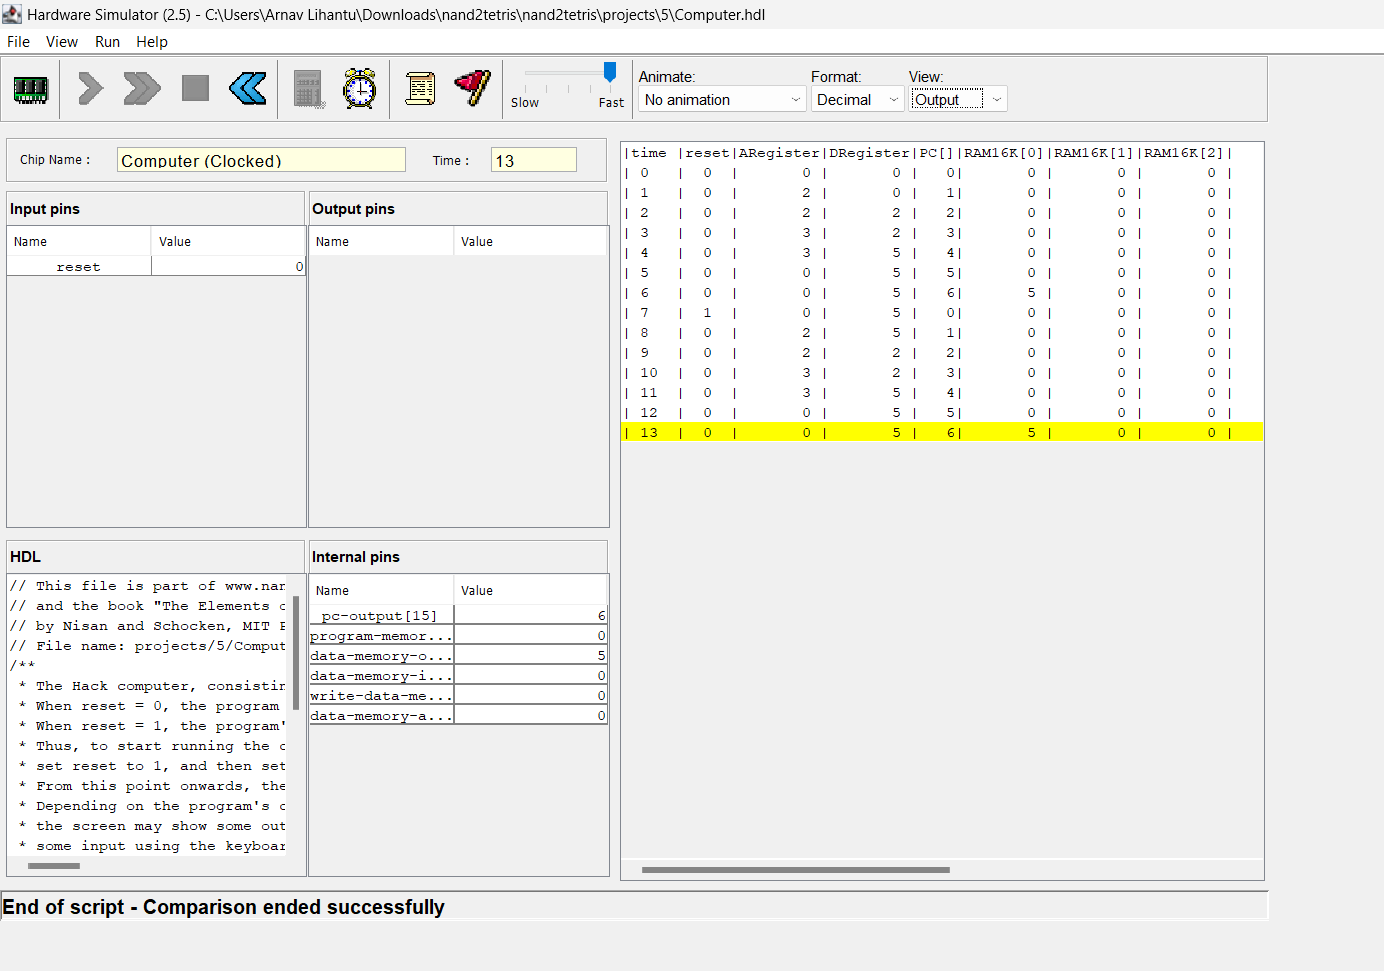 Hardware Simulator (2.5) - C:\Users\Arnav Lihantu\Downloads\nand2tetris\nand2tetris\projects\5\Computer.hdl
File View Run Help
Slow Fast
Animate: Format: View:
No animation Decimal Output
Chip Name : Computer (Clocked) Time : 13
Input pins
Name Value
reset 0
Output pins
Name Value
HDL
// This file is part of www.nan
// and the book "The Elements o
// by Nisan and Schocken, MIT P
// File name: projects/5/Comput
/**
* The Hack computer, consistin
* When reset = 0, the program
* When reset = 1, the program'
* Thus, to start running the c
* set reset to 1, and then set
* From this point onwards, the
* Depending on the program's c
* the screen may show some out
* some input using the keyboar
Internal pins
Name Value
pc-output[15] 6
program-memor... 0
data-memory-o... 5
data-memory-i... 0
write-data-me... 0
data-memory-a... 0
|time |reset|ARegister|DRegister|PC[]|RAM16K[0]|RAM16K[1]|RAM16K[2]|
| 0 | 0 | 0 | 0 | 0| 0 | 0 | 0 |
| 1 | 0 | 2 | 0 | 1| 0 | 0 | 0 |
| 2 | 0 | 2 | 2 | 2| 0 | 0 | 0 |
| 3 | 0 | 3 | 2 | 3| 0 | 0 | 0 |
| 4 | 0 | 3 | 5 | 4| 0 | 0 | 0 |
| 5 | 0 | 0 | 5 | 5| 0 | 0 | 0 |
| 6 | 0 | 0 | 5 | 6| 5 | 0 | 0 |
| 7 | 1 | 0 | 5 | 0| 0 | 0 | 0 |
| 8 | 0 | 2 | 5 | 1| 0 | 0 | 0 |
| 9 | 0 | 2 | 2 | 2| 0 | 0 | 0 |
| 10 | 0 | 3 | 2 | 3| 0 | 0 | 0 |
| 11 | 0 | 3 | 5 | 4| 0 | 0 | 0 |
| 12 | 0 | 0 | 5 | 5| 0 | 0 | 0 |
| 13 | 0 | 0 | 5 | 6| 5 | 0 | 0 |
End of script - Comparison ended successfully